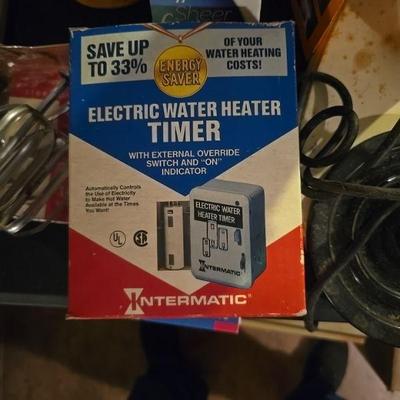 Sheer
SAVE UP
TO 33%
ENERGY
SAVER
OF YOUR
WATER HEATING
COSTS!
ELECTRIC WATER HEATER
TIMER
WITH EXTERNAL OVERRIDE
SWITCH AND "ON"
INDICATOR
Automatically Controls
the Use of Electricity
to Make Hot Water
Available at the Times
You Want!
UL
ELECTRIC WATER
HEATER TIMER
INTERMATIC
INTERMATIC